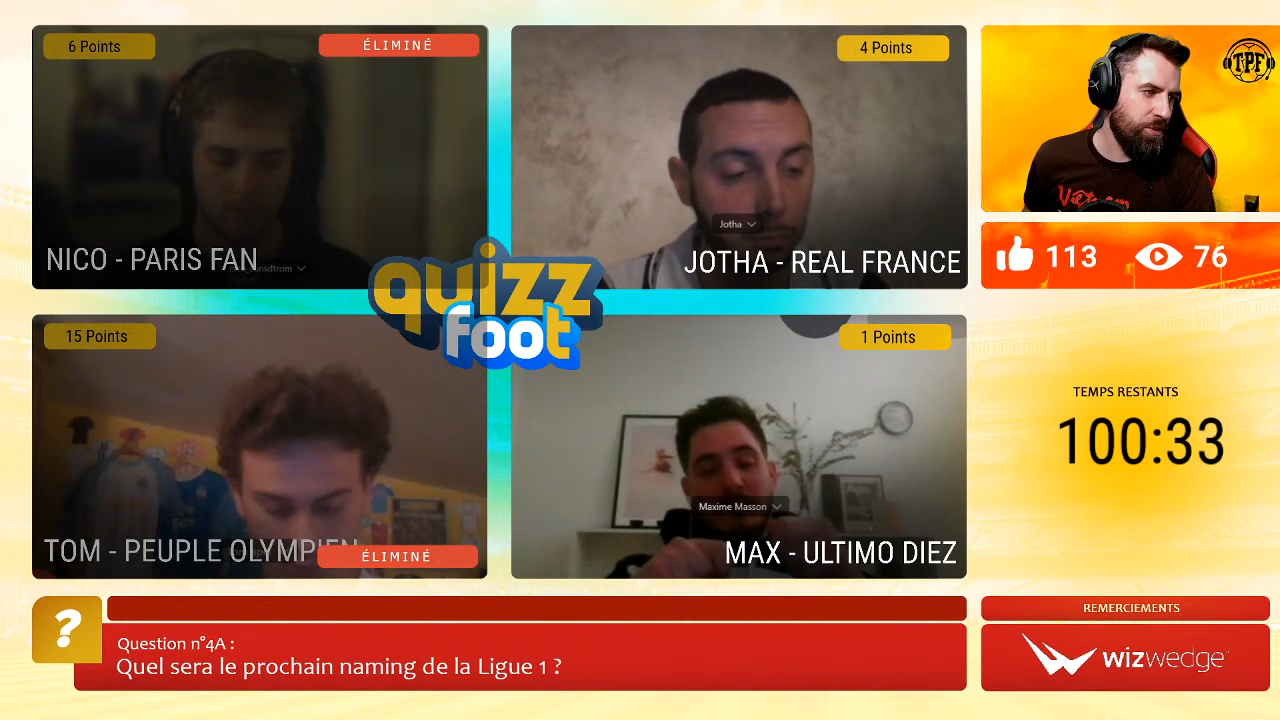 6 Points
ÉLIMINÉ
NICO - PARIS FAN
4 Points
Jotha
JOTHA - REAL FRANCE
TPF
113
76
quizz
foot
15 Points
TOM - PEUPLE OLYMP
ÉLIMINÉ
1 Points
Maxime Masson
MAX - ULTIMO DIEZ
TEMPS RESTANTS
100:33
?
Question n°4A :
Quel sera le prochain naming de la Ligue 1 ?
REMERCIEMENTS
wizwedge